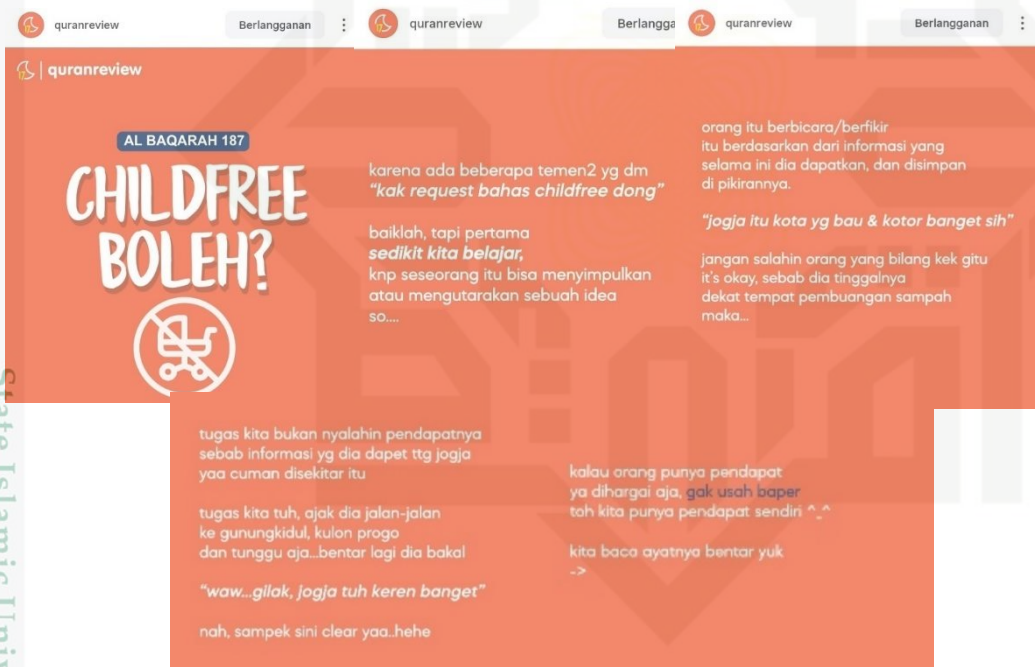 quranreview
Berlangganan
quranreview
Berlangga
quranreview
Berlangganan
quranreview
AL BAQARAH 187
CHILDFREE
BOLEH?
karena ada beberapa temen2 yg dm
“kak request bahas childfree dong”
baiklah, tapi pertama
sedikit kita belajar,
knp seseorang itu bisa menyimpulkan
atau mengutarakan sebuah idea
so....
orang itu berbicara/berfikir
itu berdasarkan dari informasi yang
selama ini dia dapatkan, dan disimpan
di pikirannya.
“jogja itu kota yg bau & kotor banget sih”
jangan salahin orang yang bilang kek gitu
it's okay, sebab dia tinggalnya
dekat tempat pembuangan sampah
maka...
tugas kita bukan nyalahin pendapatnya
sebab informasi yg dia dapet ttg jogja
yaa cuman disekitar itu
tugas kita tuh, ajak dia jalan-jalan
ke gunungkidul, kulon progo
dan tunggu aja...bentar lagi dia bakal
“waw...gilak, jogja tuh keren banget”
nah, sampek sini clear yaa..hehe
kalau orang punya pendapat
ya dihargai aja, gak usah baper
toh kita punya pendapat sendiri ^_^
kita baca ayatnya bentar yuk
->
State Islamic